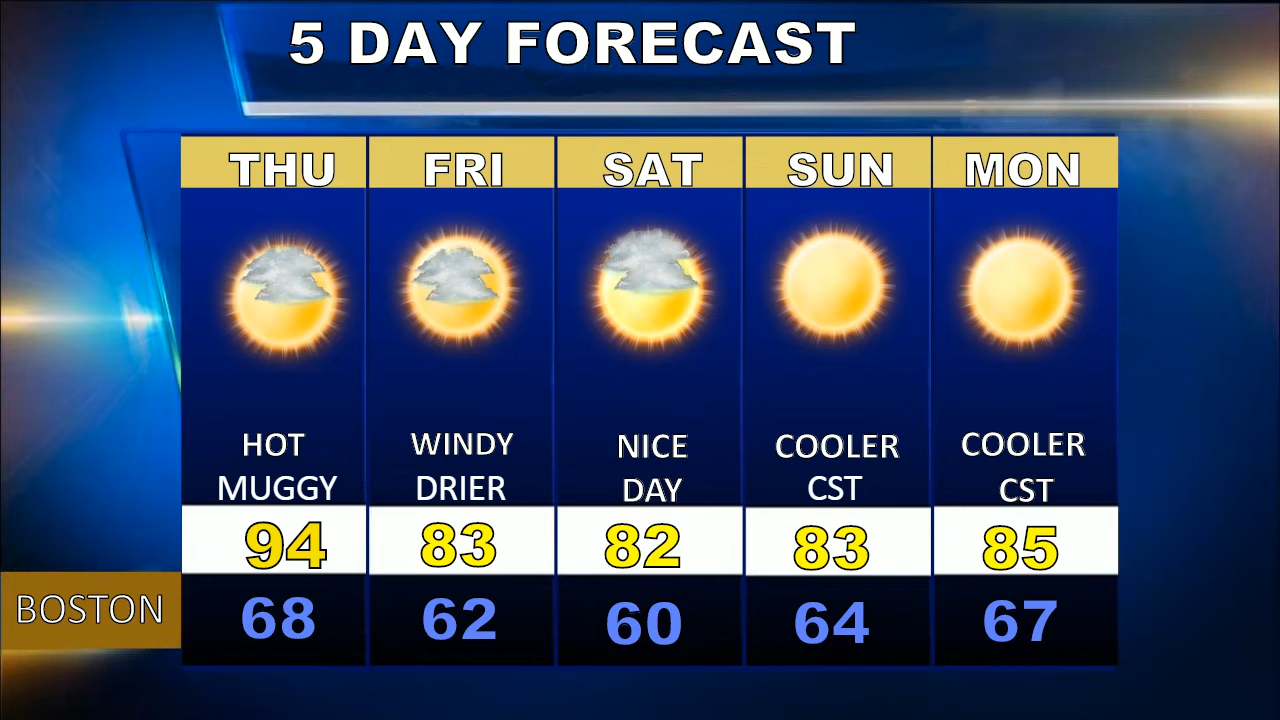 5 DAY FORECAST
THU FRI SAT SUN MON
HOT WINDY NICE COOLER COOLER
MUGGY DRIER DAY CST CST
94 83 82 83 85
BOSTON 68 62 60 64 67